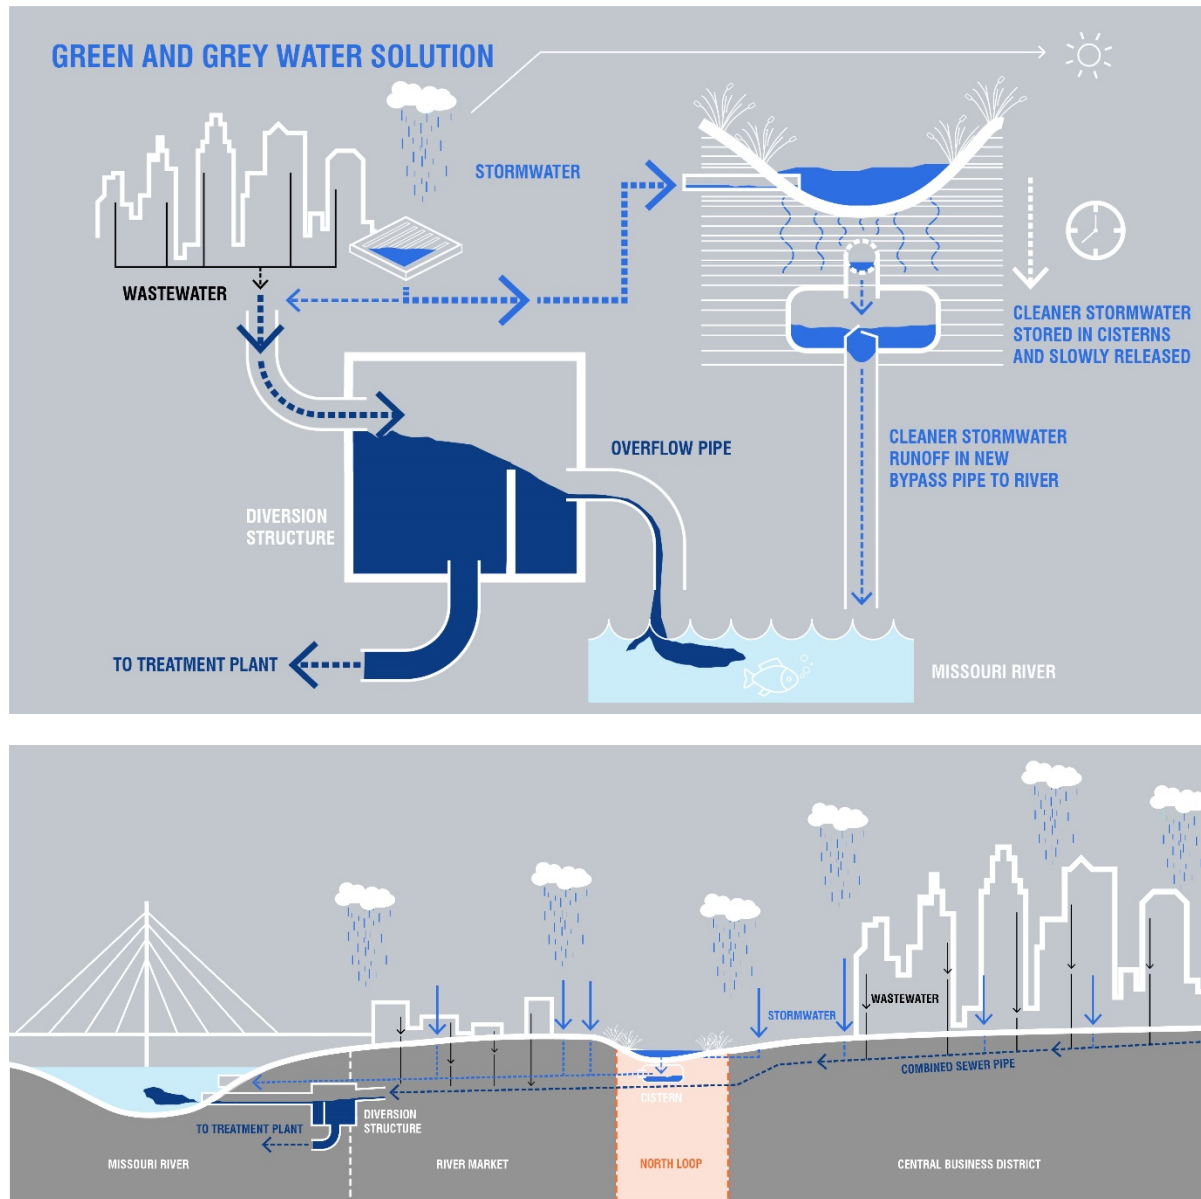 GREEN AND GREY WATER SOLUTION
STORMWATER
WASTEWATER
CLEANER STORMWATER
STORED IN CISTERNS
AND SLOWLY RELEASED
OVERFLOW PIPE
CLEANER STORMWATER
RUNOFF IN NEW
BYPASS PIPE TO RIVER
DIVERSION
STRUCTURE
TO TREATMENT PLANT
MISSOURI RIVER
WASTEWATER
STORMWATER
COMBINED SEWER PIPE
CISTERN
DIVERSION
STRUCTURE
TO TREATMENT PLANT
MISSOURI RIVER
RIVER MARKET
NORTH LOOP
CENTRAL BUSINESS DISTRICT